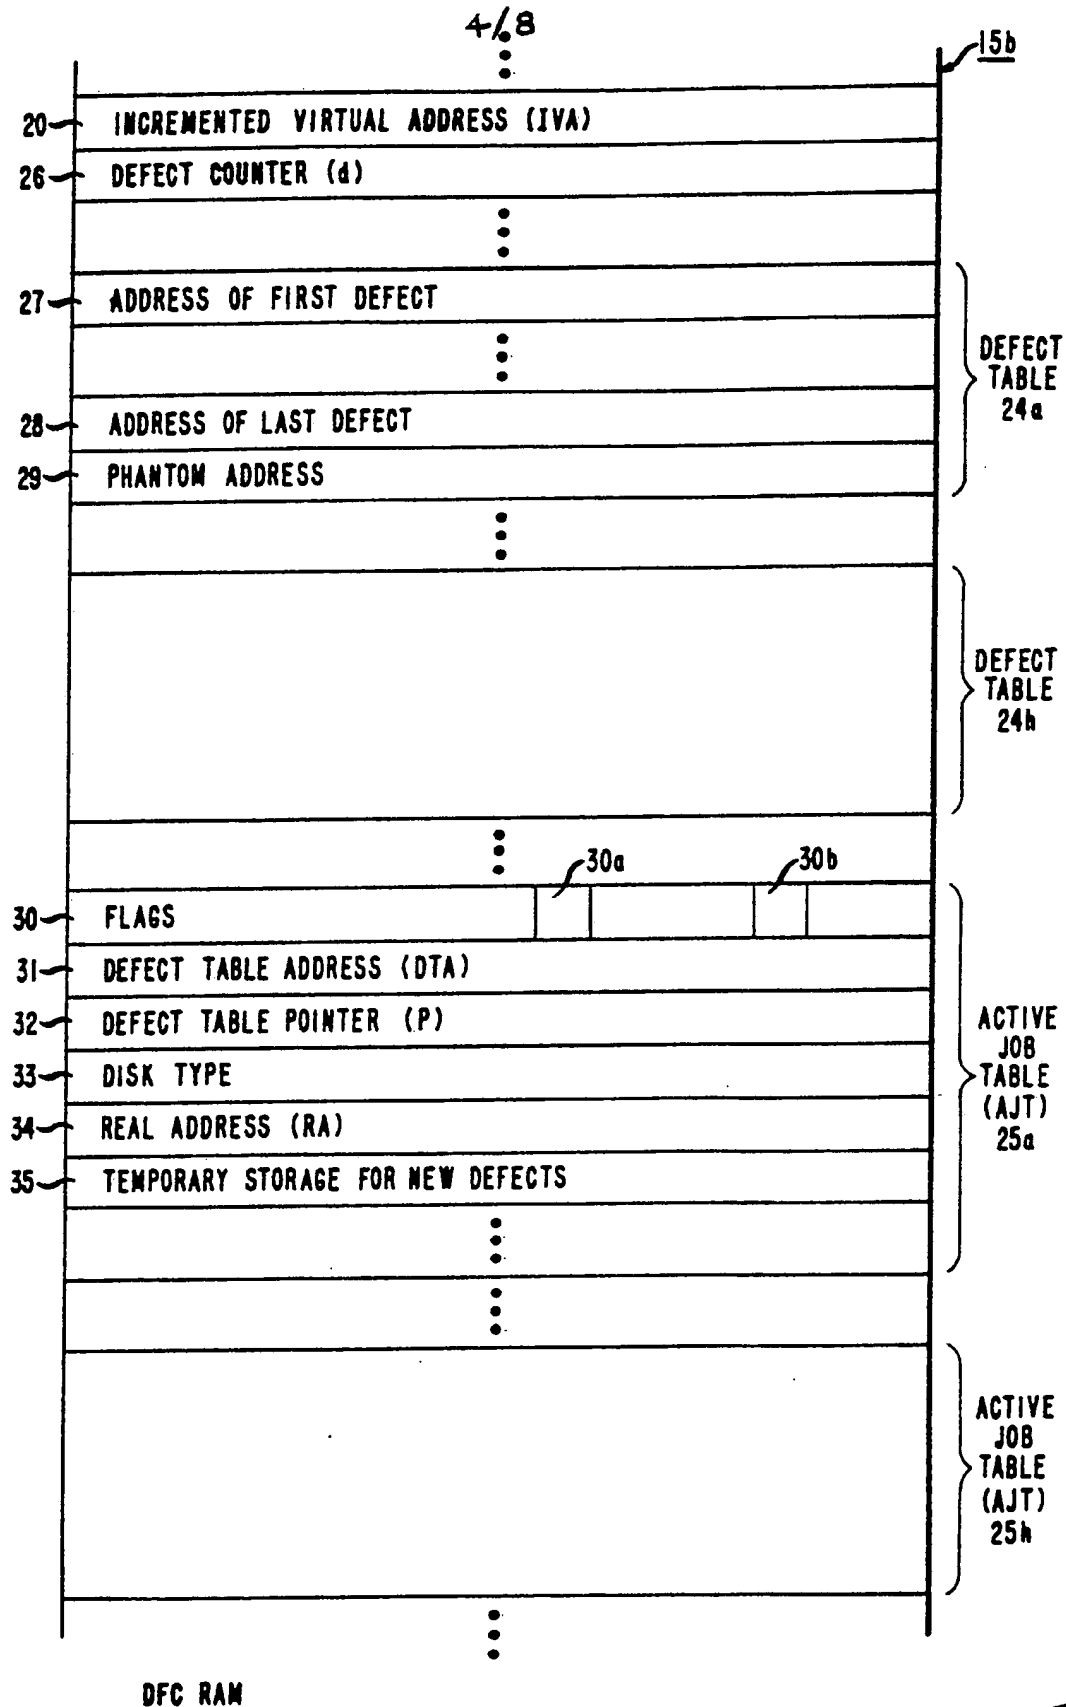 4/8
15b
20 INCREMENTED VIRTUAL ADDRESS (IVA)
26 DEFECT COUNTER (d)
27 ADDRESS OF FIRST DEFECT
DEFECT
TABLE
24a
28 ADDRESS OF LAST DEFECT
29 PHANTOM ADDRESS
DEFECT
TABLE
24h
30a 30b
30 FLAGS
31 DEFECT TABLE ADDRESS (DTA)
32 DEFECT TABLE POINTER (P)
33 DISK TYPE
34 REAL ADDRESS (RA)
35 TEMPORARY STORAGE FOR NEW DEFECTS
ACTIVE
JOB
TABLE
(AJT)
25a
ACTIVE
JOB
TABLE
(AJT)
25h
DFC RAM